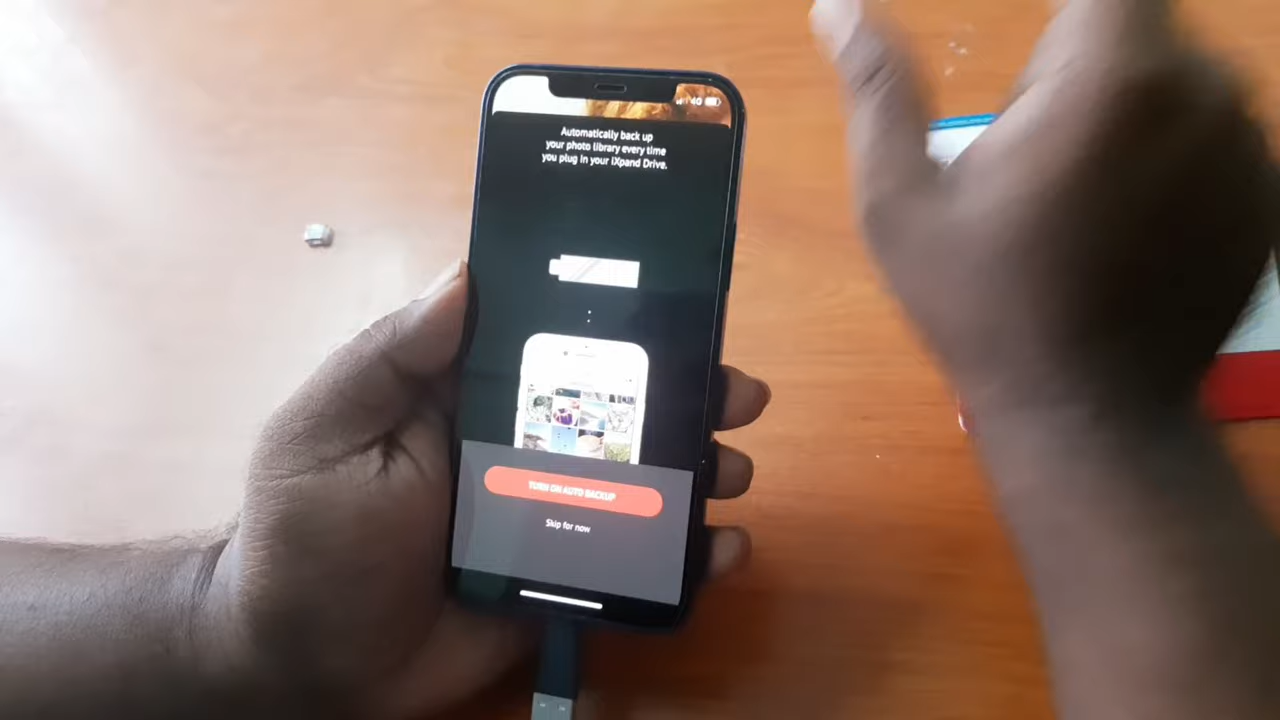 4G
Automatically back up
your photo library every time
you plug in your iXpand Drive.
TURN ON AUTO BACKUP
Skip for now